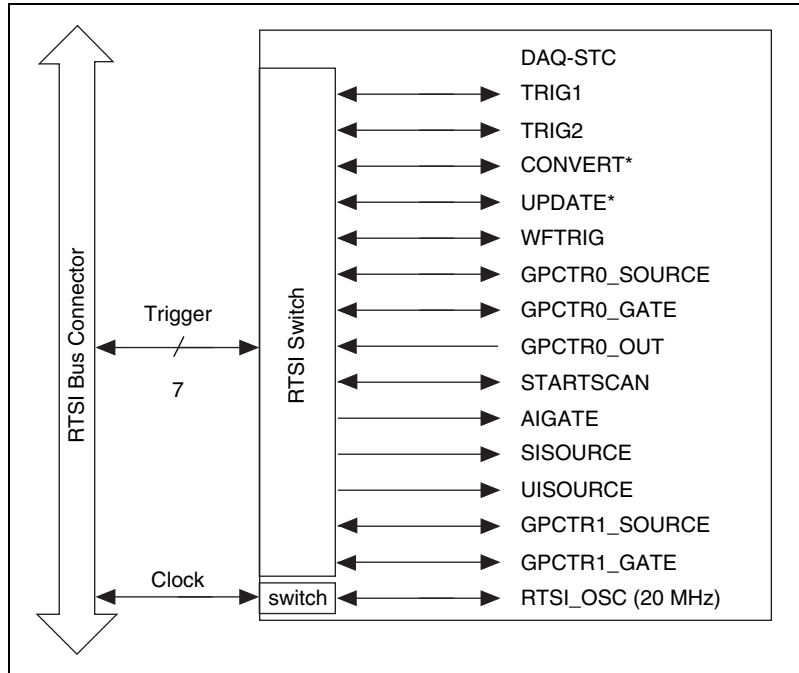 DAQ-STC
TRIG1
TRIG2
CONVERT*
UPDATE*
WFTRIG
GPCTR0_SOURCE
GPCTR0_GATE
GPCTR0_OUT
STARTSCAN
AIGATE
SISOURCE
UISOURCE
GPCTR1_SOURCE
GPCTR1_GATE
RTSI_OSC (20 MHz)
RTSI Bus Connector
Trigger
7
Clock
RTSI Switch
switch